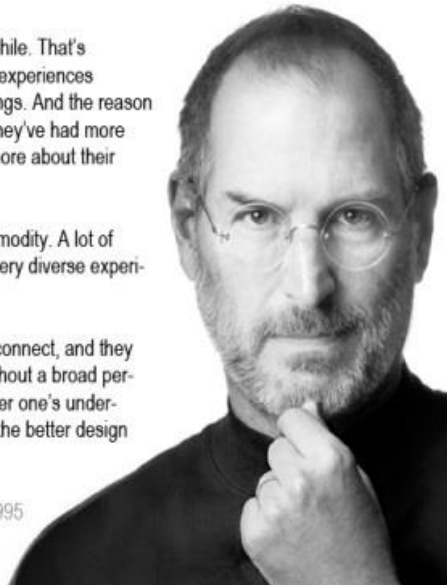 hile. That's
experiences
ngs. And the reason
hey've had more
ore about their
modity. A lot of
ery diverse experi-
connect, and they
hout a broad per-
er one's under-
the better design
995